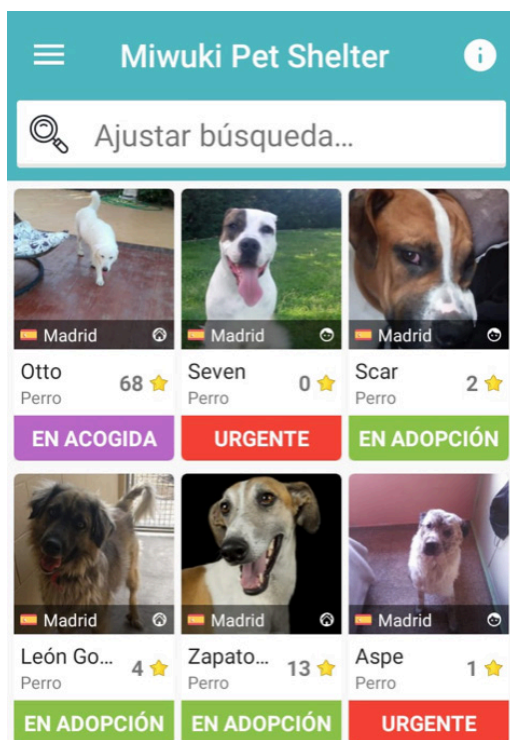 Miwuki Pet Shelter
Ajustar búsqueda...
Madrid
Madrid
Madrid
Otto
68
Perro
Seven
0
Perro
Scar
2
Perro
EN ACOGIDA
URGENTE
EN ADOPCIÓN
Madrid
Madrid
Madrid
León Go...
4
Perro
Zapato...
13
Perro
Aspe
1
Perro
EN ADOPCIÓN
EN ADOPCIÓN
URGENTE